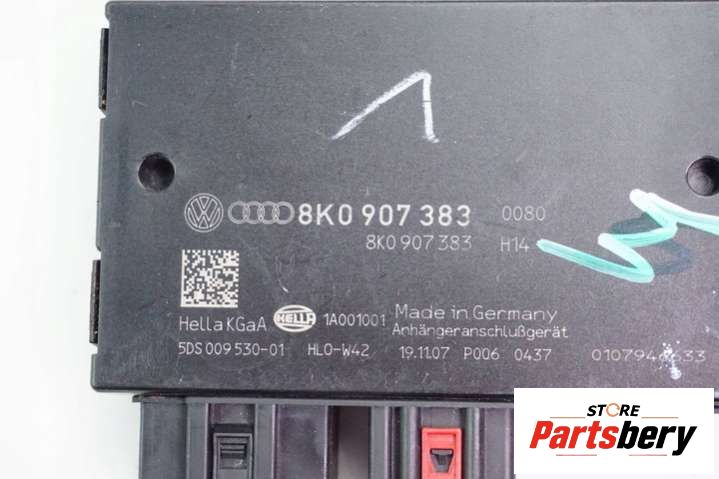 1
8K0 907 383 0080
8K0 907 383 H14
Hella KGaA HELLA 1A001001 Made in Germany
Anhängeranschlußgerät
5DS 009 530-01 HLO-W42 19.11.07 P006 0437
STORE
Partsbery